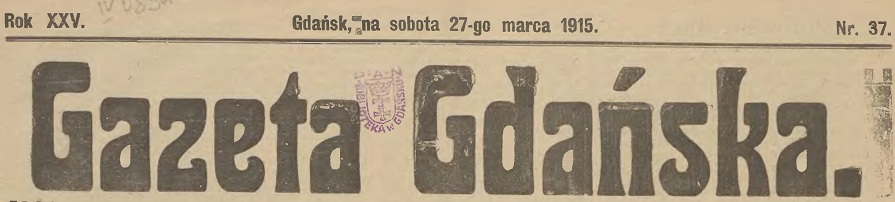 Rok XXV. Gdańsk, na sobota 27-go marca 1915. Nr. 37.
Gazeta Gdańska.